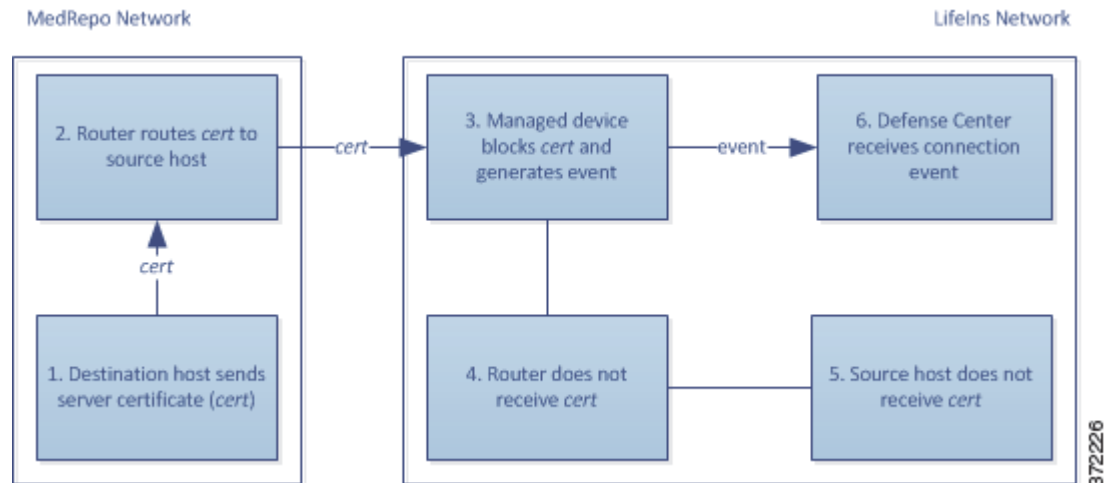 MedRepo Network
LifeIns Network
2. Router routes cert to
source host
cert
3. Managed device
blocks cert and
generates event
event
6. Defense Center
receives connection
event
cert
1. Destination host sends
server certificate (cert)
4. Router does not
receive cert
5. Source host does not
receive cert
372226